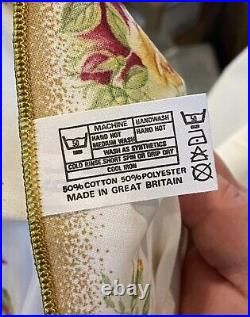 MACHINE HANDWASH
50 HAND HOT HAND HOT
MEDIUM WASH
WASH AS SYNTHETICS
COLD RINSE SHORT SPIN OR DRIP DRY
COOL IRON
50% COTTON 50% POLYESTER
MADE IN GREAT BRITAIN
50